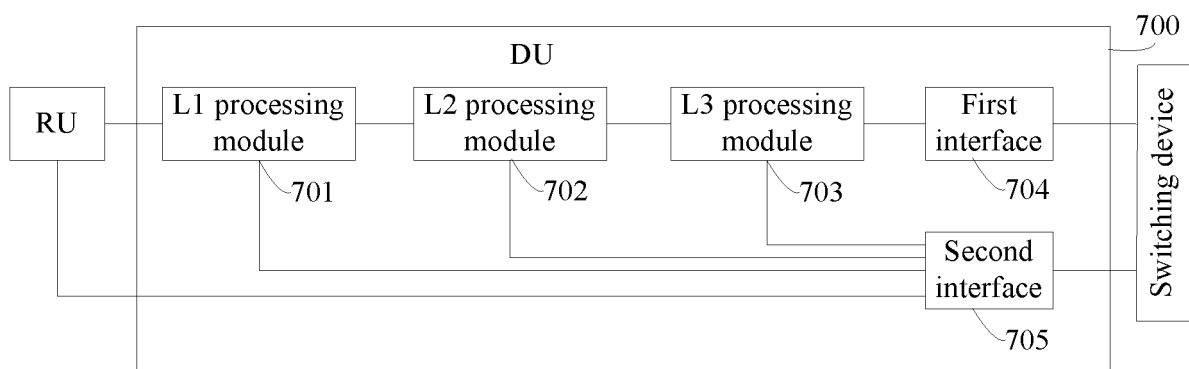 700
DU
RU
L1 processing
module
L2 processing
module
L3 processing
module
First
interface
701
702
703
704
Second
interface
705
Switching device